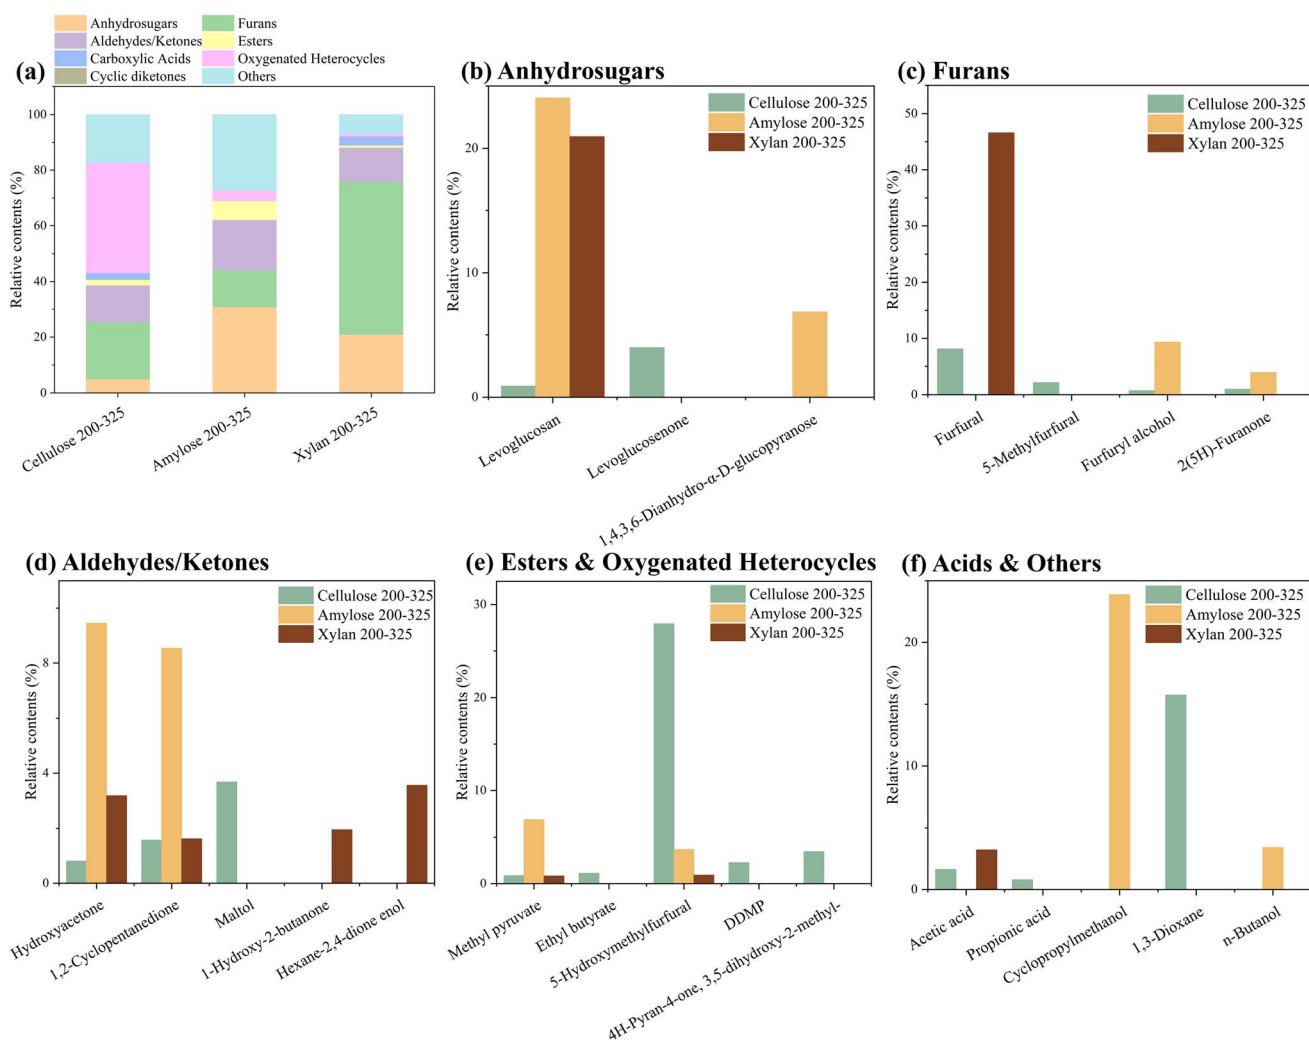 Anhydrosugars
Furans
Aldehydes/Ketones
Esters
Carboxylic Acids
Oxygenated Heterocycles
Cyclic diketones
Others
(a)
Relative contents (%)
100
80
60
40
20
0
Cellulose 200-325
Amylose 200-325
Xylan 200-325
(b) Anhydrosugars
Cellulose 200-325
Amylose 200-325
Xylan 200-325
Relative contents (%)
20
10
0
Levoglucosan
Levoglucosenone
1,4,3,6-Dianhydro-α-D-glucopyranose
(c) Furans
Cellulose 200-325
Amylose 200-325
Xylan 200-325
Relative contents (%)
50
40
30
20
10
0
Furfural
5-Methylfurfural
Furfuryl alcohol
2(5H)-Furanone
(d) Aldehydes/Ketones
Cellulose 200-325
Amylose 200-325
Xylan 200-325
Relative contents (%)
8
4
0
Hydroxyacetone
1,2-Cyclopentanedione
Maltol
1-Hydroxy-2-butanone
Hexane-2,4-dione enol
(e) Esters & Oxygenated Heterocycles
Cellulose 200-325
Amylose 200-325
Xylan 200-325
Relative contents (%)
30
20
10
0
Methyl pyruvate
Ethyl butyrate
5-Hydroxymethylfurfural
DDMP
4H-Pyran-4-one, 3,5-dihydroxy-2-methyl-
(f) Acids & Others
Cellulose 200-325
Amylose 200-325
Xylan 200-325
Relative contents (%)
20
10
0
Acetic acid
Propionic acid
Cyclopropylmethanol
1,3-Dioxane
n-Butanol